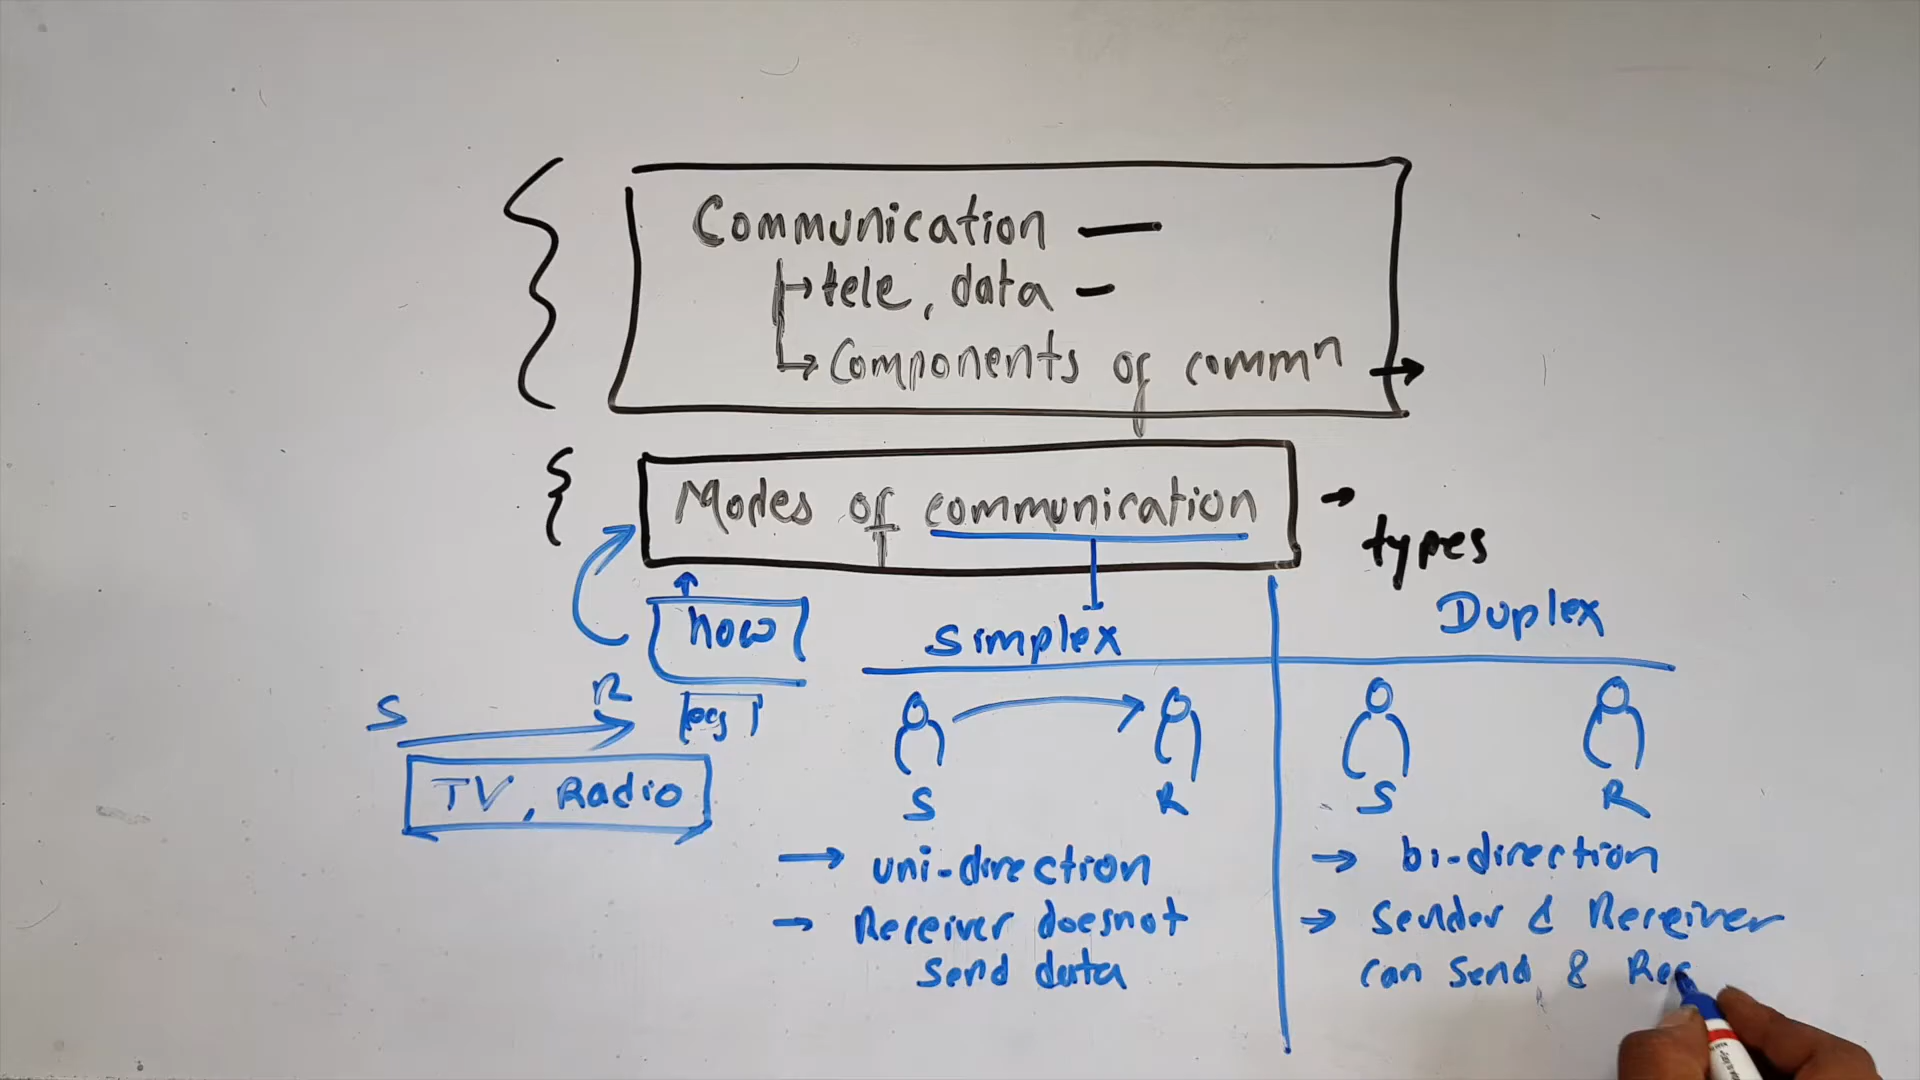 Communication —
tele, data —
Components of commn
Modes of communication
types
how
Simplex
Duplex
S R
egs
TV, Radio
S R
S R
uni-direction
Receiver doesnot
send data
bi-direction
Sender & Receiver
can send & Rec